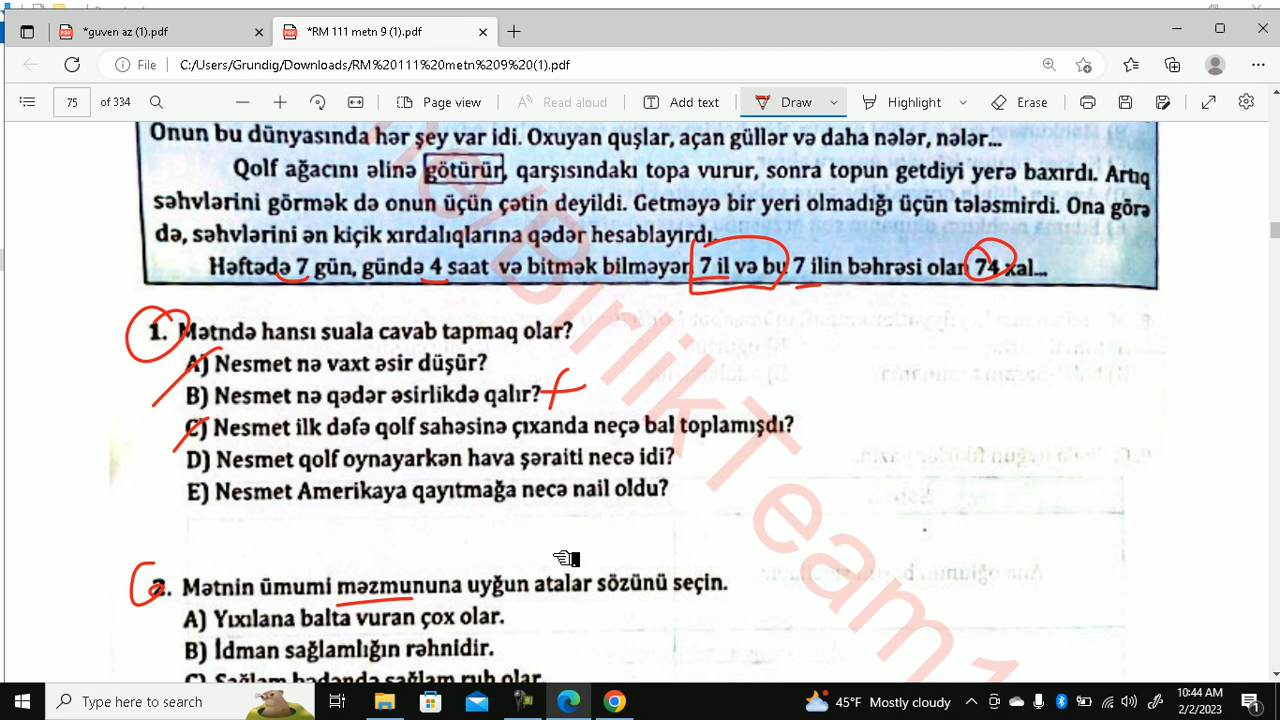 *guven az (1).pdf
*RM 111 metn 9 (1).pdf
File
C:/Users/Grundig/Downloads/RM%20111%20metn%209%20(1).pdf
75 of 334
Page view
Read aloud
Add text
Draw
Highlight
Erase
Onun bu dünyasında hər şey var idi. Oxuyan quşlar, açan güllər və daha nələr, nələr...
Qolf ağacını əlinə götürür, qarşısındakı topa vurur, sonra topun getdiyi yerə baxırdı. Artıq
səhvlərini görmək də onun üçün çətin deyildi. Getməyə bir yeri olmadığı üçün tələsmirdi. Ona görə
də, səhvlərini ən kiçik xırdalıqlarına qədər hesablayırdı.
Həftədə 7 gün, gündə 4 saat və bitmək bilməyən 7 il və bu 7 ilin bəhrəsi olan 74 xal...
1. Mətndə hansı suala cavab tapmaq olar?
A) Nesmet nə vaxt əsir düşür?
B) Nesmet nə qədər əsirlikdə qalır?
C) Nesmet ilk dəfə qolf sahəsinə çıxanda neçə bal toplamışdı?
D) Nesmet qolf oynayarkən hava şəraiti necə idi?
E) Nesmet Amerikaya qayıtmağa necə nail oldu?
2. Mətnin ümumi məzmununa uyğun atalar sözünü seçin.
A) Yıxılana balta vuran çox olar.
B) İdman sağlamlığın rəhnidir.
C) Sağlam bədəndə sağlam ruh olar.
e/BirlikTeam1
Type here to search
45°F Mostly cloudy
10:44 AM
2/2/2023
1